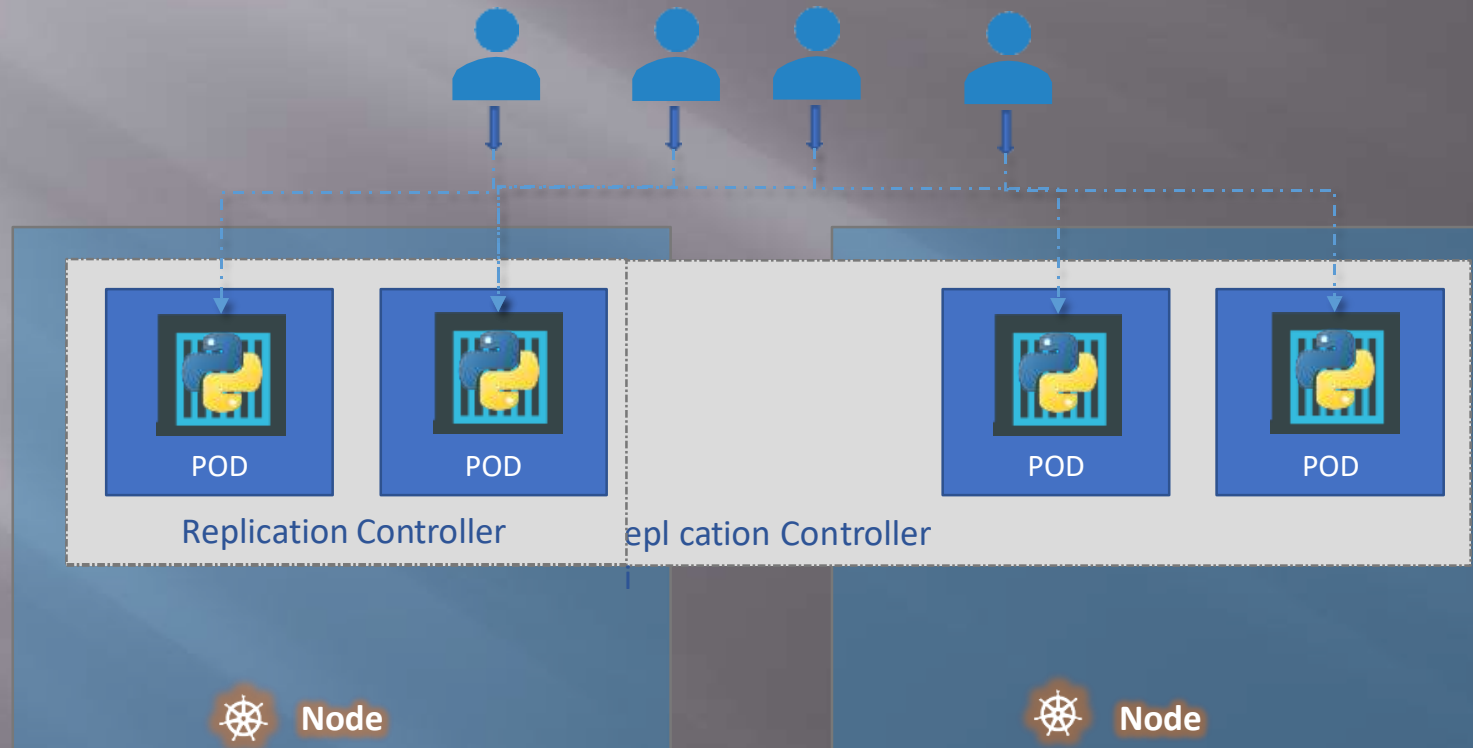 POD
POD
POD
POD
Replication Controller
epl cation Controller
Node
Node